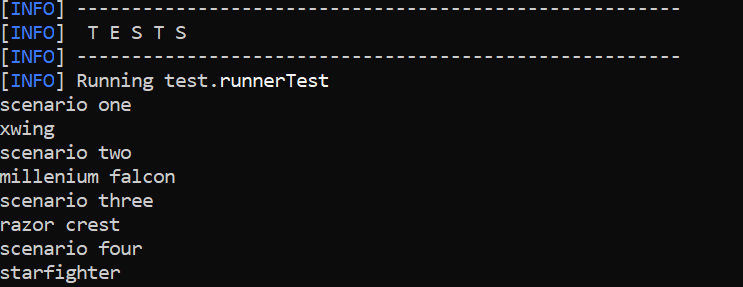 [INFO] -------------------------------------------------------
[INFO]  T E S T S
[INFO] -------------------------------------------------------
[INFO] Running test.runnerTest
scenario one
xwing
scenario two
millenium falcon
scenario three
razor crest
scenario four
starfighter